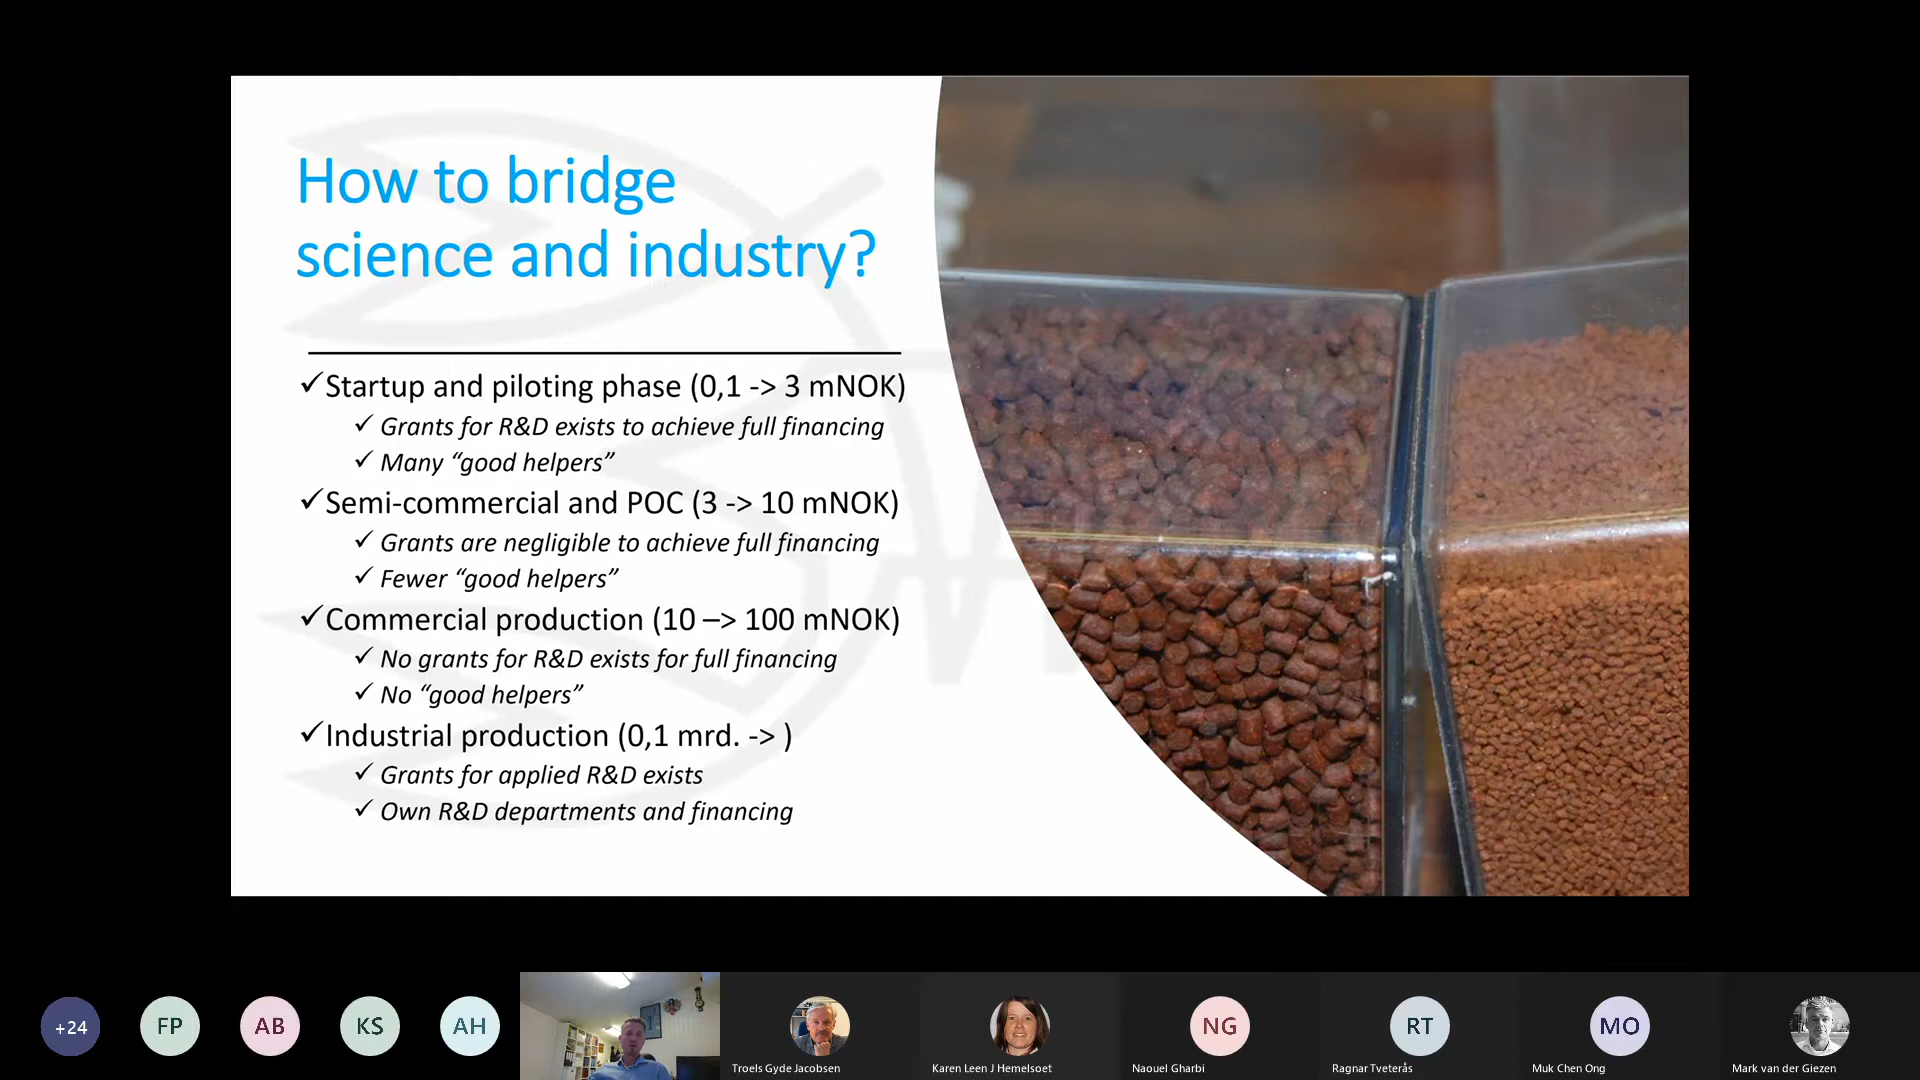 How to bridge
science and industry?
✓Startup and piloting phase (0,1 -> 3 mNOK)
✓ Grants for R&D exists to achieve full financing
✓ Many “good helpers”
✓Semi-commercial and POC (3 -> 10 mNOK)
✓ Grants are negligible to achieve full financing
✓ Fewer “good helpers”
✓Commercial production (10 –> 100 mNOK)
✓ No grants for R&D exists for full financing
✓ No “good helpers”
✓Industrial production (0,1 mrd. -> )
✓ Grants for applied R&D exists
✓ Own R&D departments and financing
+24
FP
AB
KS
AH
NG
RT
MO
Troels Gyde Jacobsen
Karen Leen J Hemelsoet
Naouel Gharbi
Ragnar Tveterås
Muk Chen Ong
Mark van der Giezen